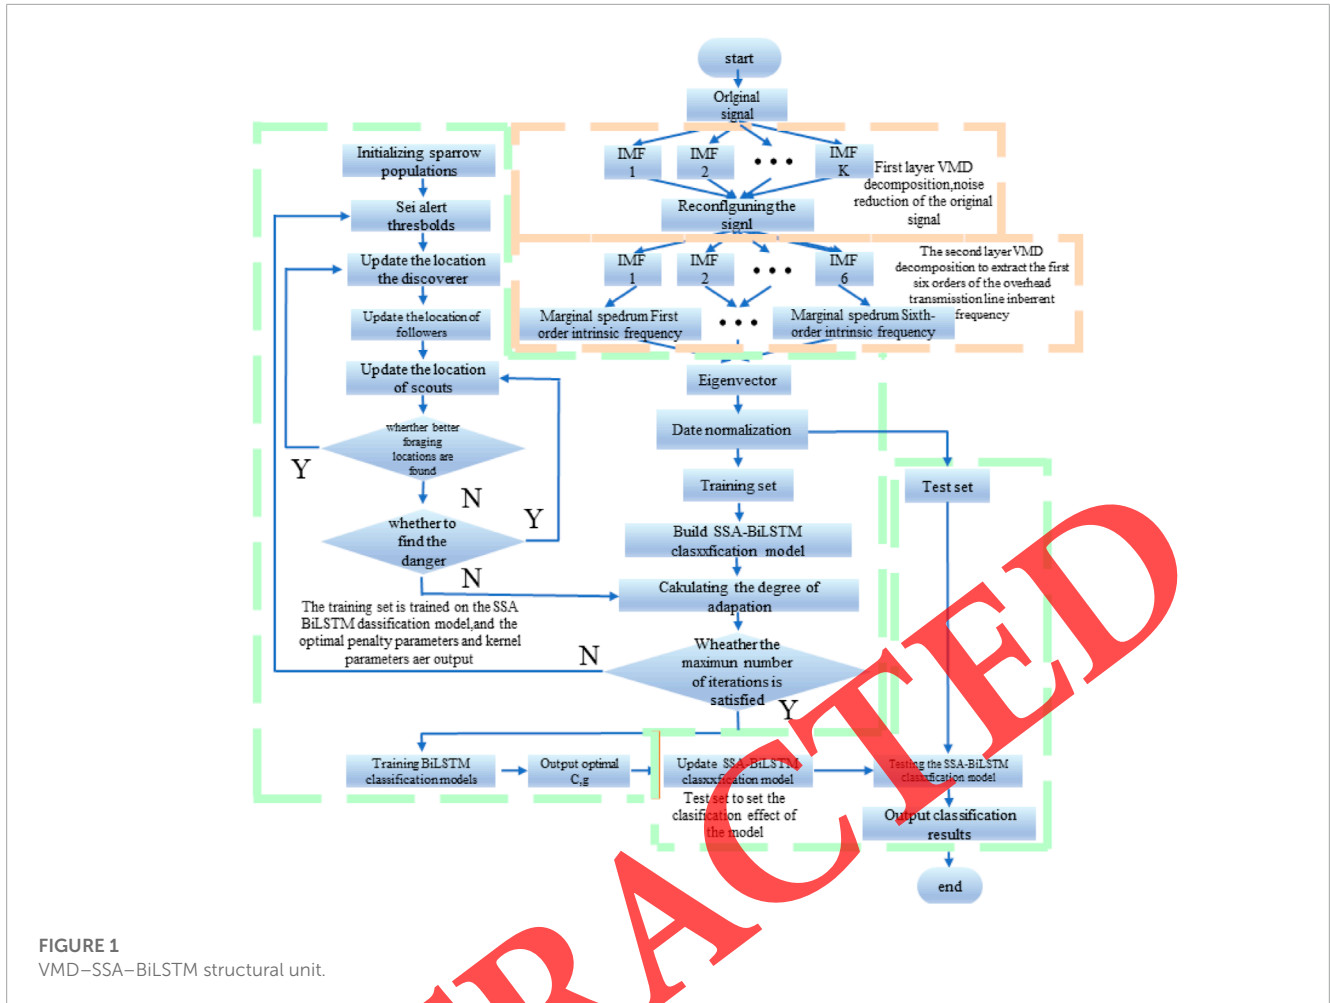 start
Orlginal
signal
IMF
1
IMF
2
•••
IMF
K
First layer VMD
decomposition,noise
reduction of the original
signal
Reconflguning the
signl
IMF
1
IMF
2
•••
IMF
6
The second layer VMD
decomposition to extract the first
six orders of the overhead
transmisstion line inberrent
frequency
Marginal spedrum First
order intrinsic frequency
•••
Marginal spedrum Sixth-
order intrinsic frequency
Initializing sparrow
populations
Sei alert
thresbolds
Update the location
the discoverer
Update the location of
followers
Update the location
of scouts
wherther better
foraging
locations are
found
Y
N
whether to
find the
danger
Y
N
The training set is trained on the SSA
BiLSTM dassification model,and the
optimal penalty parameters and kernel
parameters aer output
Eigenvector
Date normalization
Training set
Test set
Build SSA-BiLSTM
clasxxfication model
Cakulating the degree of
adapation
Wheather the
maximun number
of iterations is
satisfied
N
Y
Training BiLSTM
classification models
Output optimal
C,g
Update SSA-BiLSTM
clasxxfication model
Test set to set the
clasification effect of
the model
Testing the SSA-BiLSTM
clasxxfication model
Output classification
results
end
RACTED
FIGURE 1
VMD–SSA–BiLSTM structural unit.